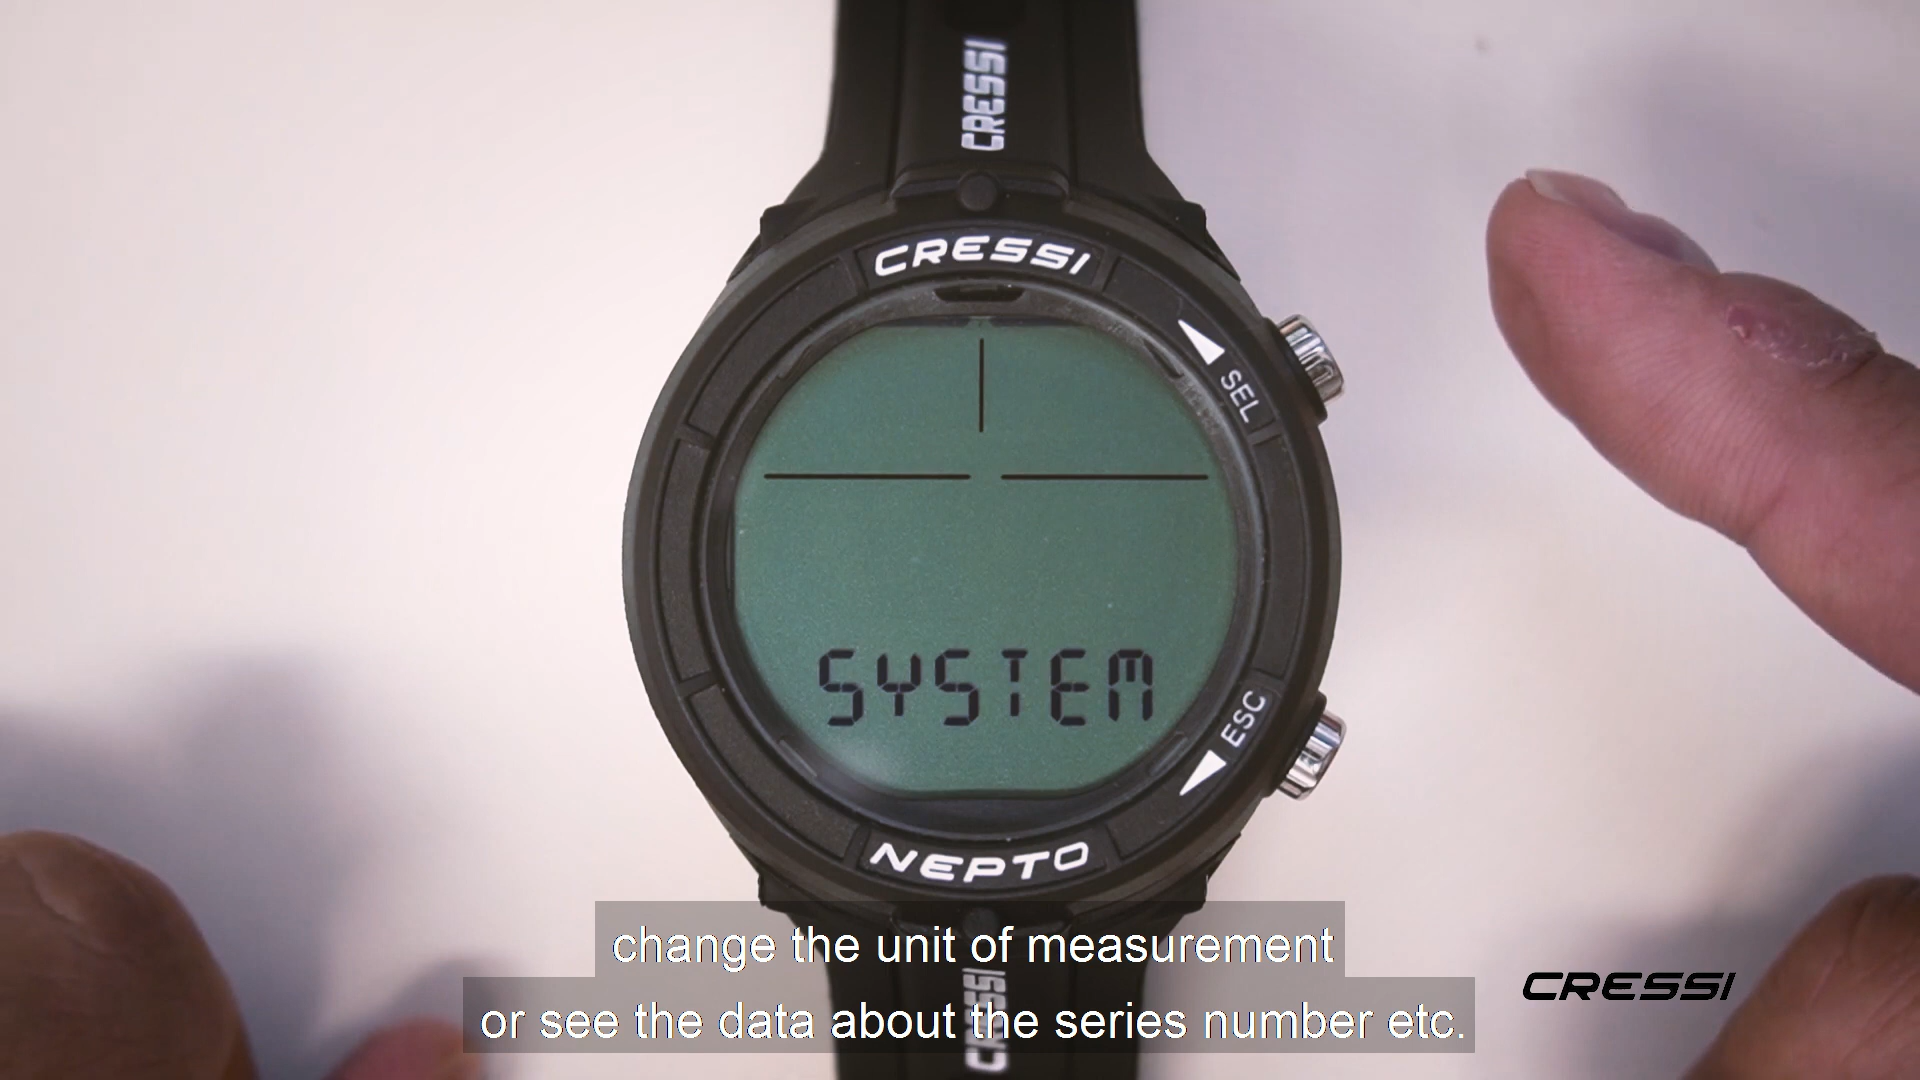 CRESSI
CRESSI
SEL
SYSTEM
ESC
NEPTO
change the unit of measurement
or see the data about the series number etc.
CRESSI
CRESSI